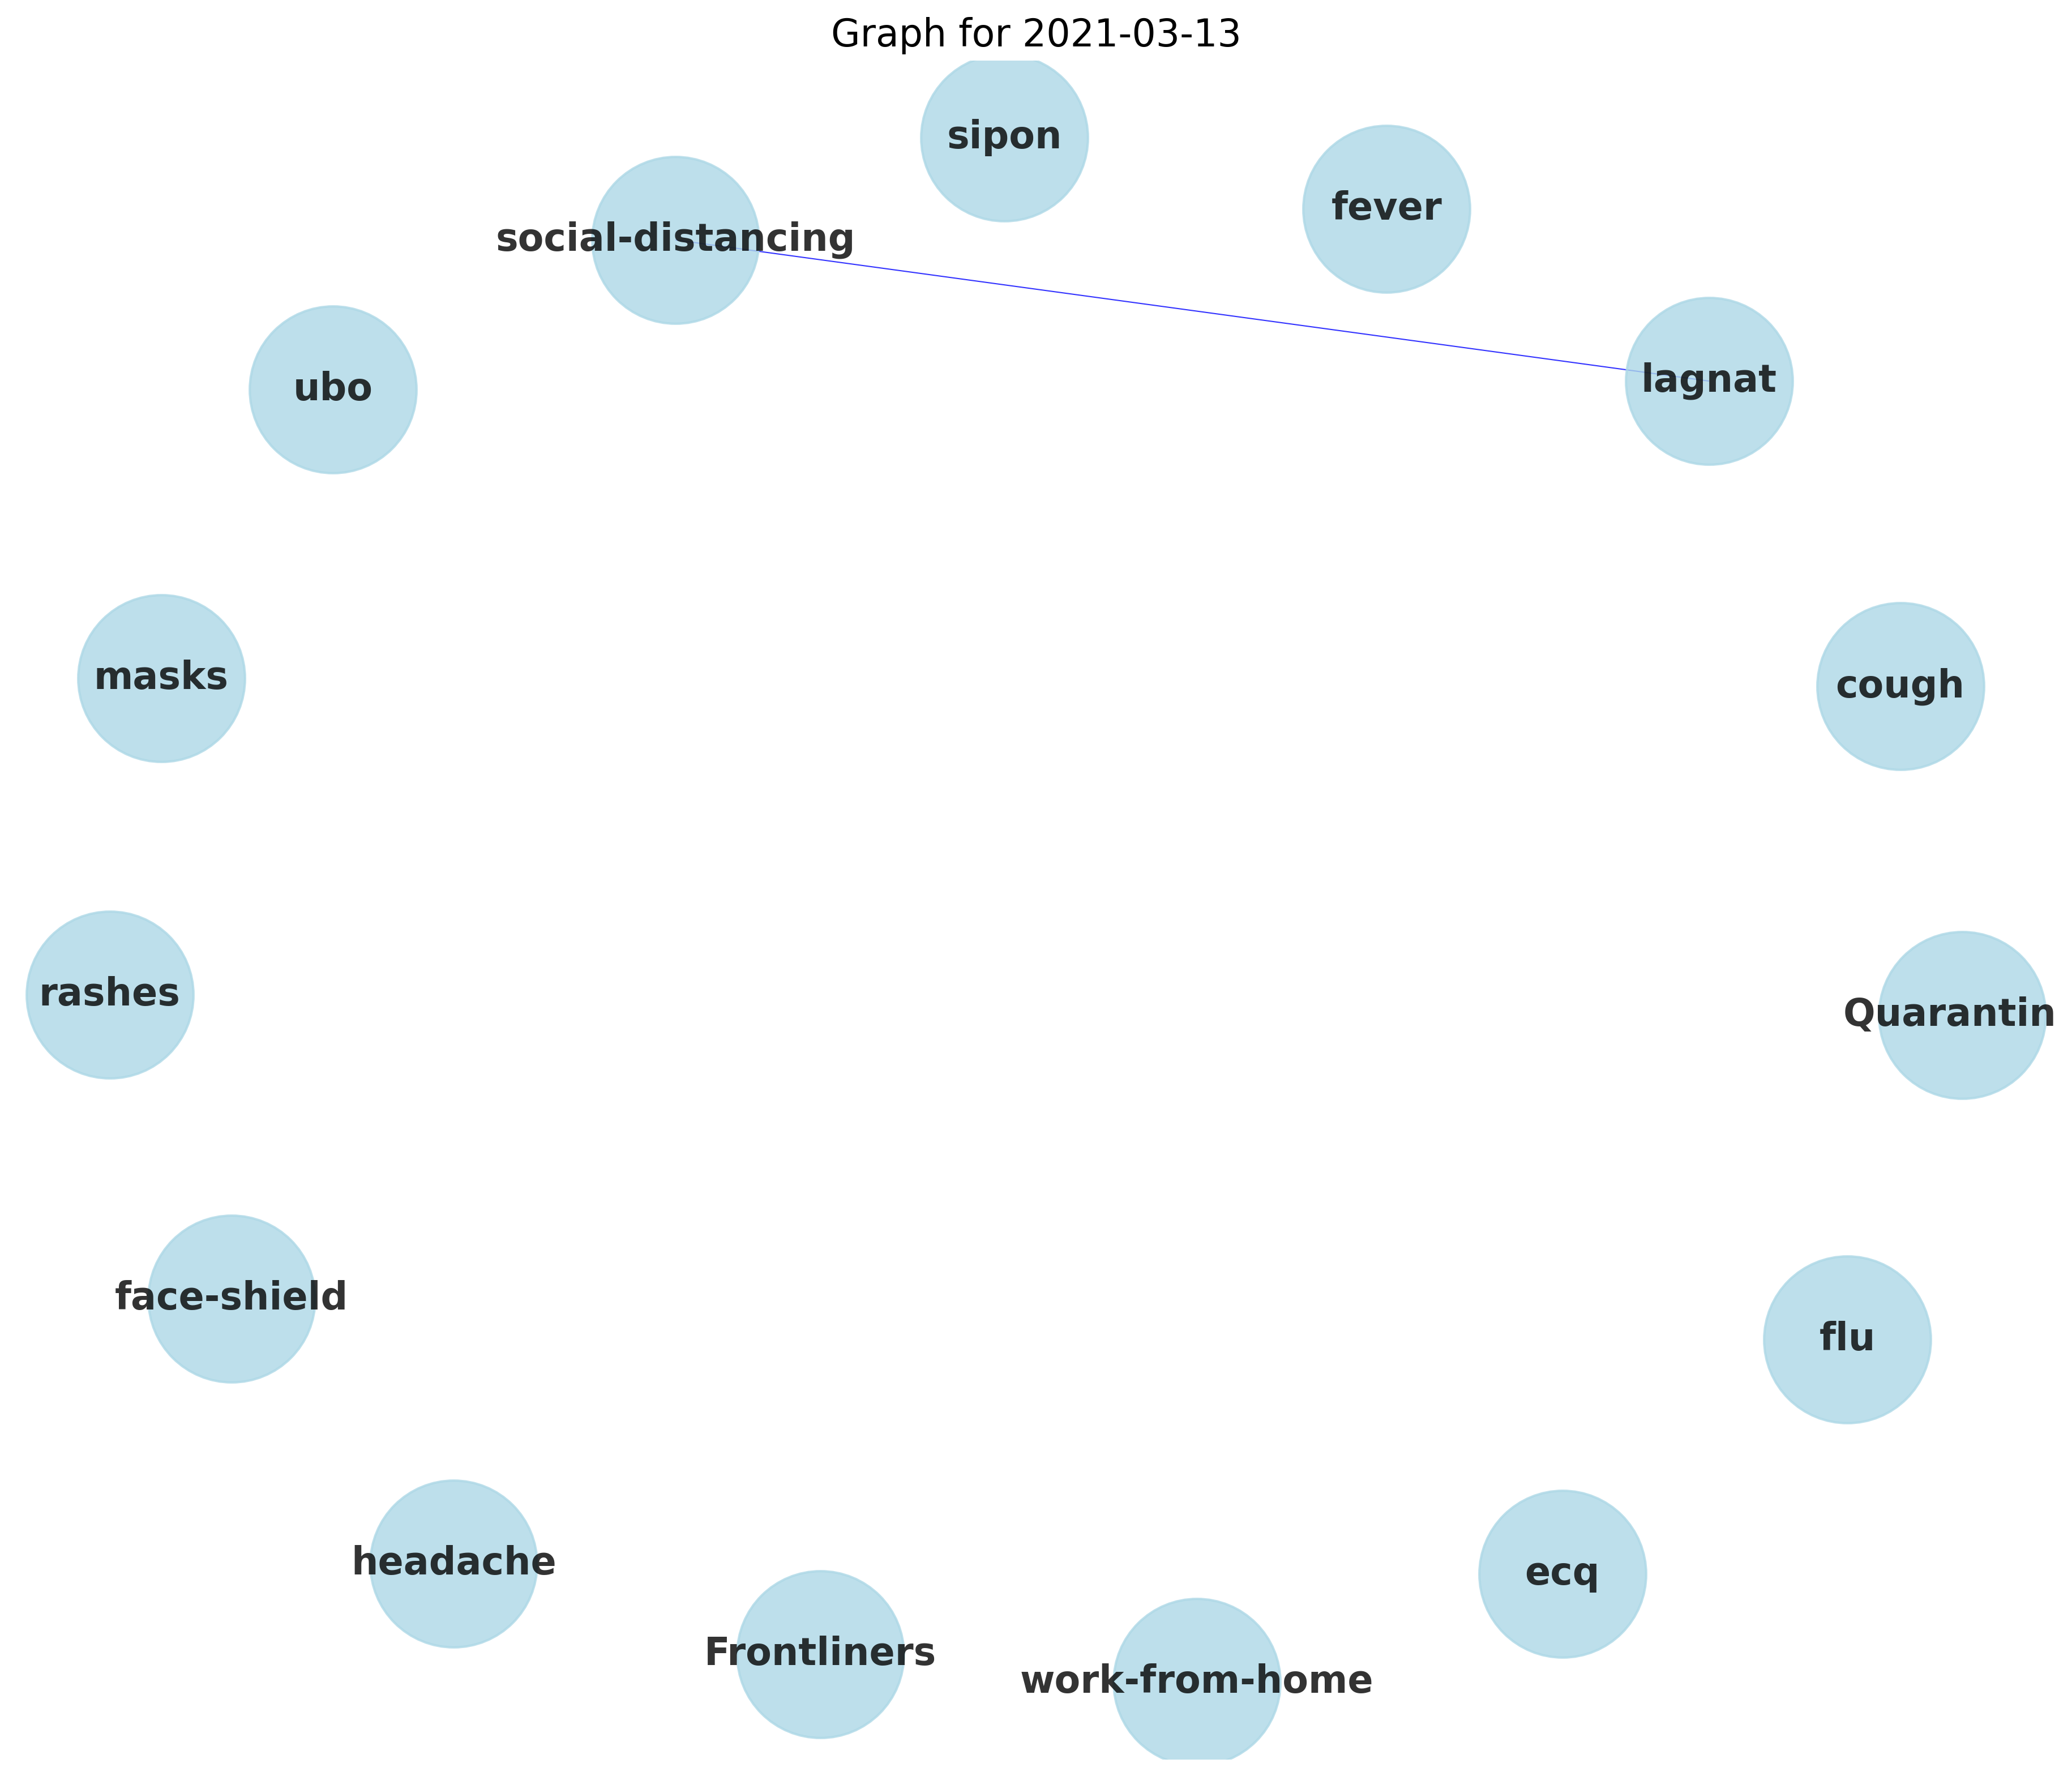 Graph for 2021-03-13
sipon
fever
social-distancing
lagnat
ubo
masks
cough
rashes
Quarantin
face-shield
flu
headache
ecq
Frontliners
work-from-home